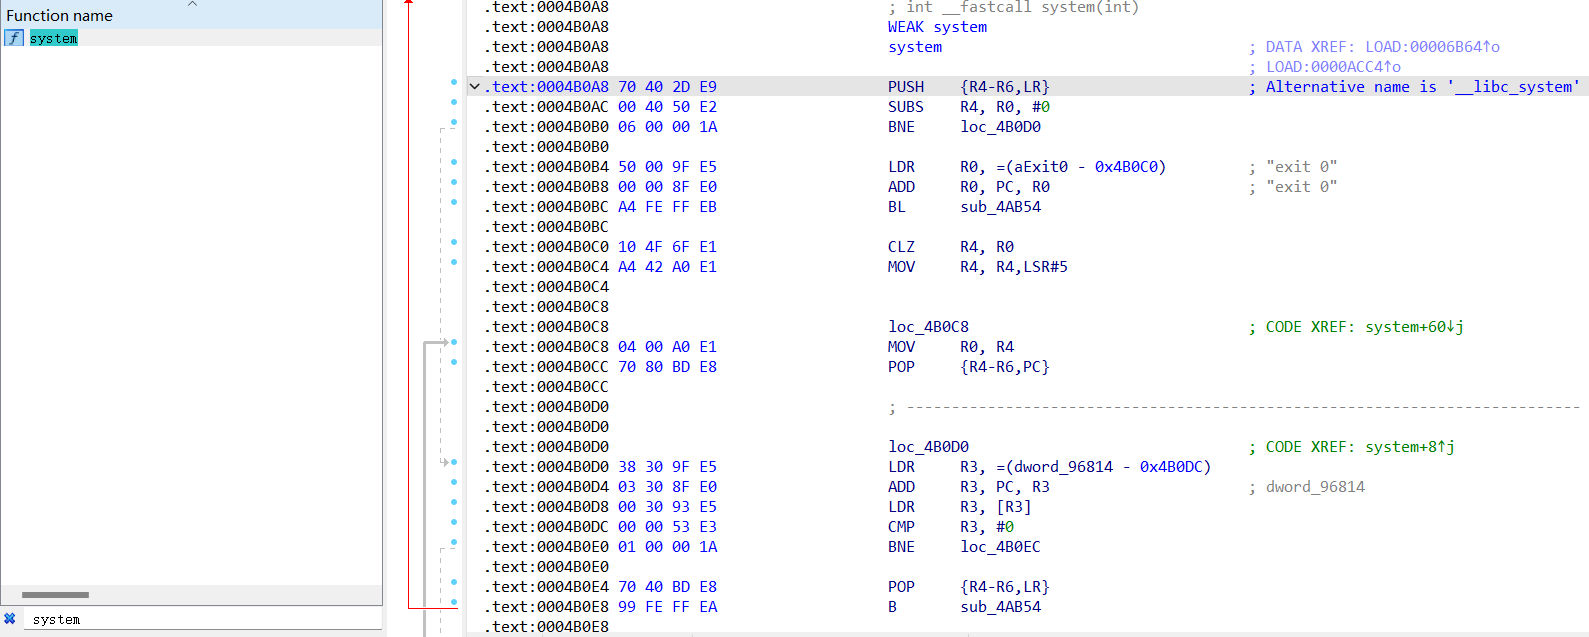 Function name
f system
system
.text:0004B0A8 ; int __fastcall system(int)
.text:0004B0A8 WEAK system
.text:0004B0A8 system ; DATA XREF: LOAD:00006B64↑o
.text:0004B0A8 ; LOAD:0000ACC4↑o
.text:0004B0A8 70 40 2D E9 PUSH {R4-R6,LR} ; Alternative name is '__libc_system'
.text:0004B0AC 00 40 50 E2 SUBS R4, R0, #0
.text:0004B0B0 06 00 00 1A BNE loc_4B0D0
.text:0004B0B0
.text:0004B0B4 50 00 9F E5 LDR R0, =(aExit0 - 0x4B0C0) ; "exit 0"
.text:0004B0B8 00 00 8F E0 ADD R0, PC, R0 ; "exit 0"
.text:0004B0BC A4 FE FF EB BL sub_4AB54
.text:0004B0BC
.text:0004B0C0 10 4F 6F E1 CLZ R4, R0
.text:0004B0C4 A4 42 A0 E1 MOV R4, R4,LSR#5
.text:0004B0C4
.text:0004B0C8
.text:0004B0C8 loc_4B0C8 ; CODE XREF: system+60↓j
.text:0004B0C8 04 00 A0 E1 MOV R0, R4
.text:0004B0CC 70 80 BD E8 POP {R4-R6,PC}
.text:0004B0CC
.text:0004B0D0 ; ---------------------------------------------------------------------------
.text:0004B0D0
.text:0004B0D0 loc_4B0D0 ; CODE XREF: system+8↑j
.text:0004B0D0 38 30 9F E5 LDR R3, =(dword_96814 - 0x4B0DC)
.text:0004B0D4 03 30 8F E0 ADD R3, PC, R3 ; dword_96814
.text:0004B0D8 00 30 93 E5 LDR R3, [R3]
.text:0004B0DC 00 00 53 E3 CMP R3, #0
.text:0004B0E0 01 00 00 1A BNE loc_4B0EC
.text:0004B0E0
.text:0004B0E4 70 40 BD E8 POP {R4-R6,LR}
.text:0004B0E8 99 FE FF EA B sub_4AB54
.text:0004B0E8